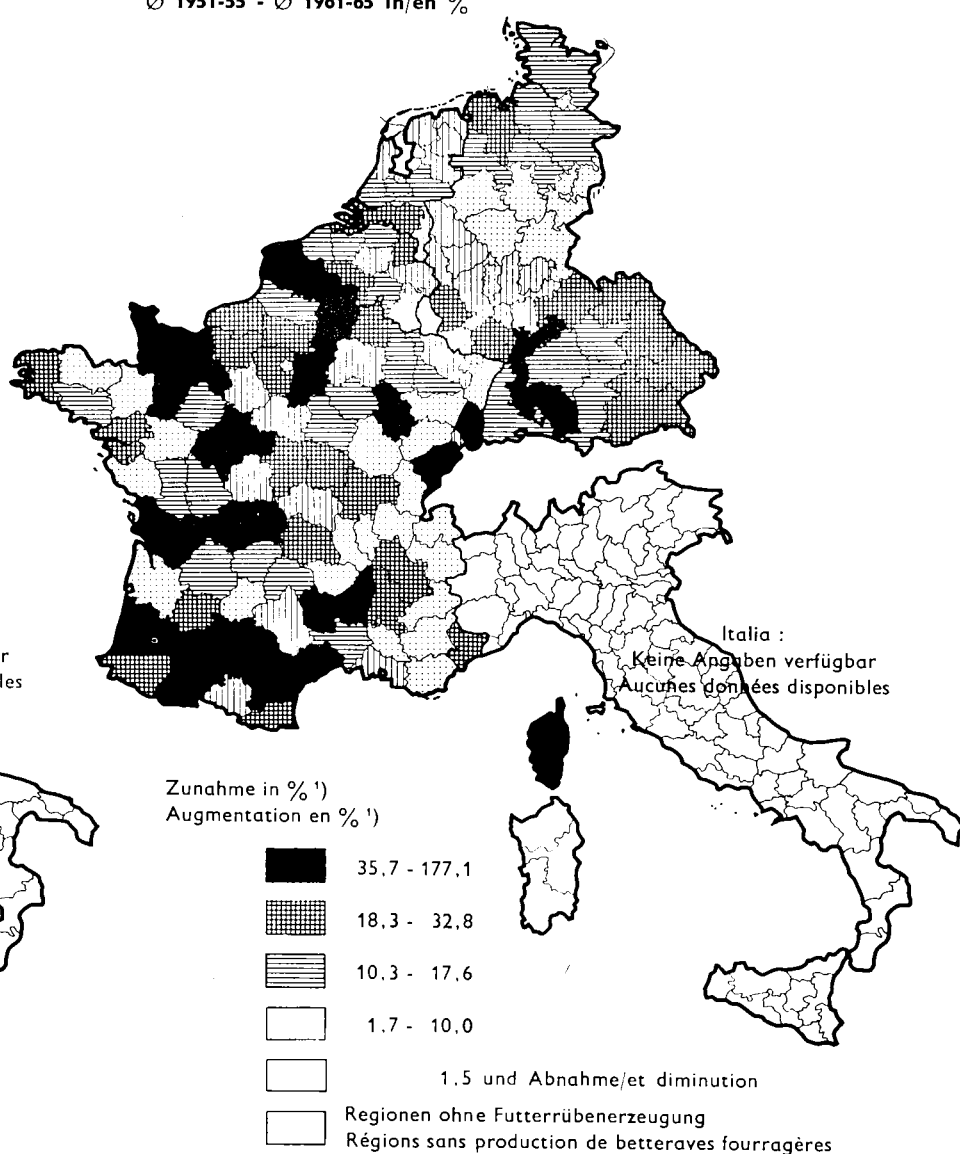 Ø 1951-55 - Ø 1961-65 in/en %
Italia :
Keine Angaben verfügbar
Aucunes données disponibles
Zunahme in % ¹)
Augmentation en % ¹)
35,7 - 177,1
18,3 - 32,8
10,3 - 17,6
1,7 - 10,0
1,5 und Abnahme/et diminution
Regionen ohne Futterrübenerzeugung
Régions sans production de betteraves fourragères